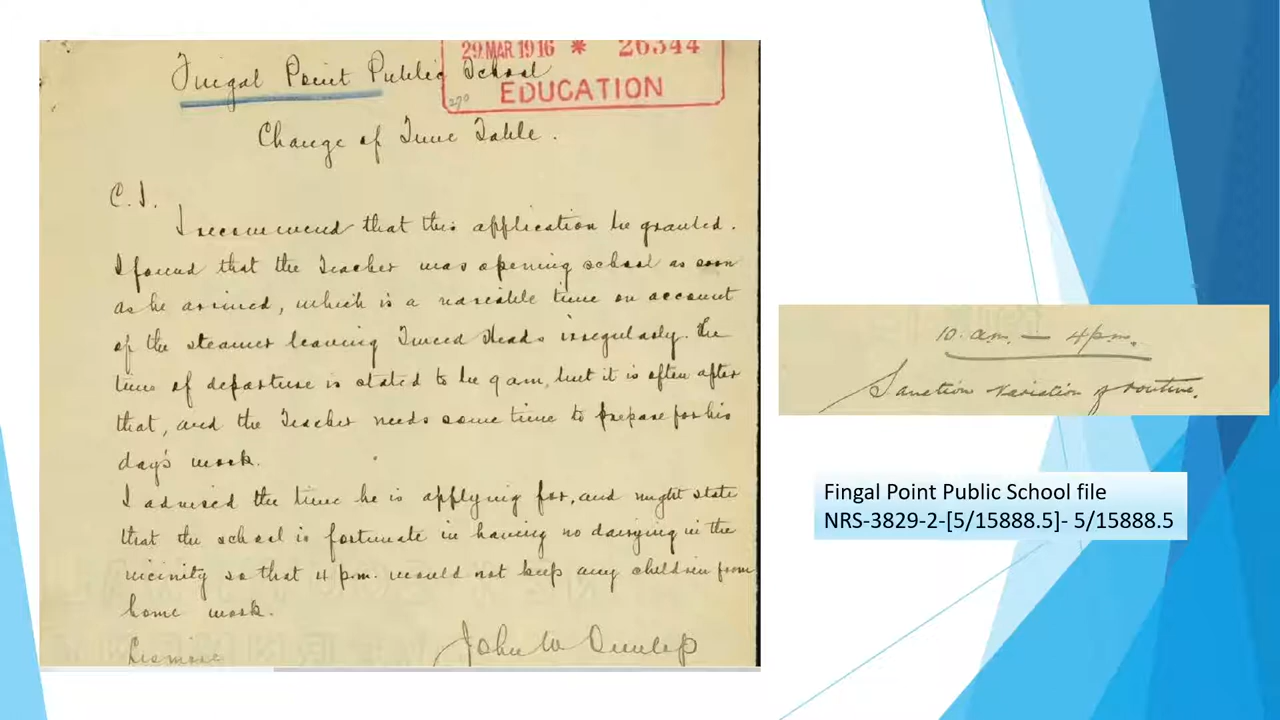 29 MAR 1916 * 26344
Fingal Point Public School
270 EDUCATION
Change of Time Table.
C. I.
I recommend that this application be granted.
I found that the Teacher was opening school as soon
as he arrived, which is a variable time on account
of the steamer leaving Tweed Heads irregularly. The
time of departure is stated to be 9 am, but it is often after
that, and the Teacher needs some time to prepare for his
day's work.
I advised the time he is applying for, and might state
that the school is fortunate in having no dairying in the
vicinity so that 4 p.m. would not keep any children from
home work.
Lismore John W Dunlop
10. a.m. — 4 pm.
Sanction variation of routine.
Fingal Point Public School file
NRS-3829-2-[5/15888.5]- 5/15888.5